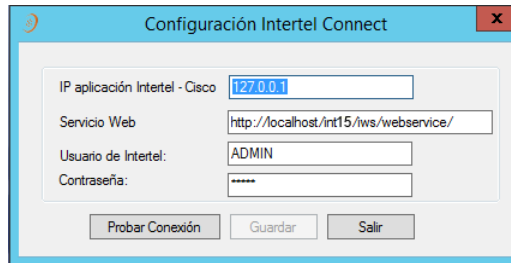 Configuración Intertel Connect
x
IP aplicación Intertel - Cisco 127.0.0.1
Servicio Web http://localhost/int15/iws/webservice/
Usuario de Intertel: ADMIN
Contraseña: *****
Probar Conexión Guardar Salir